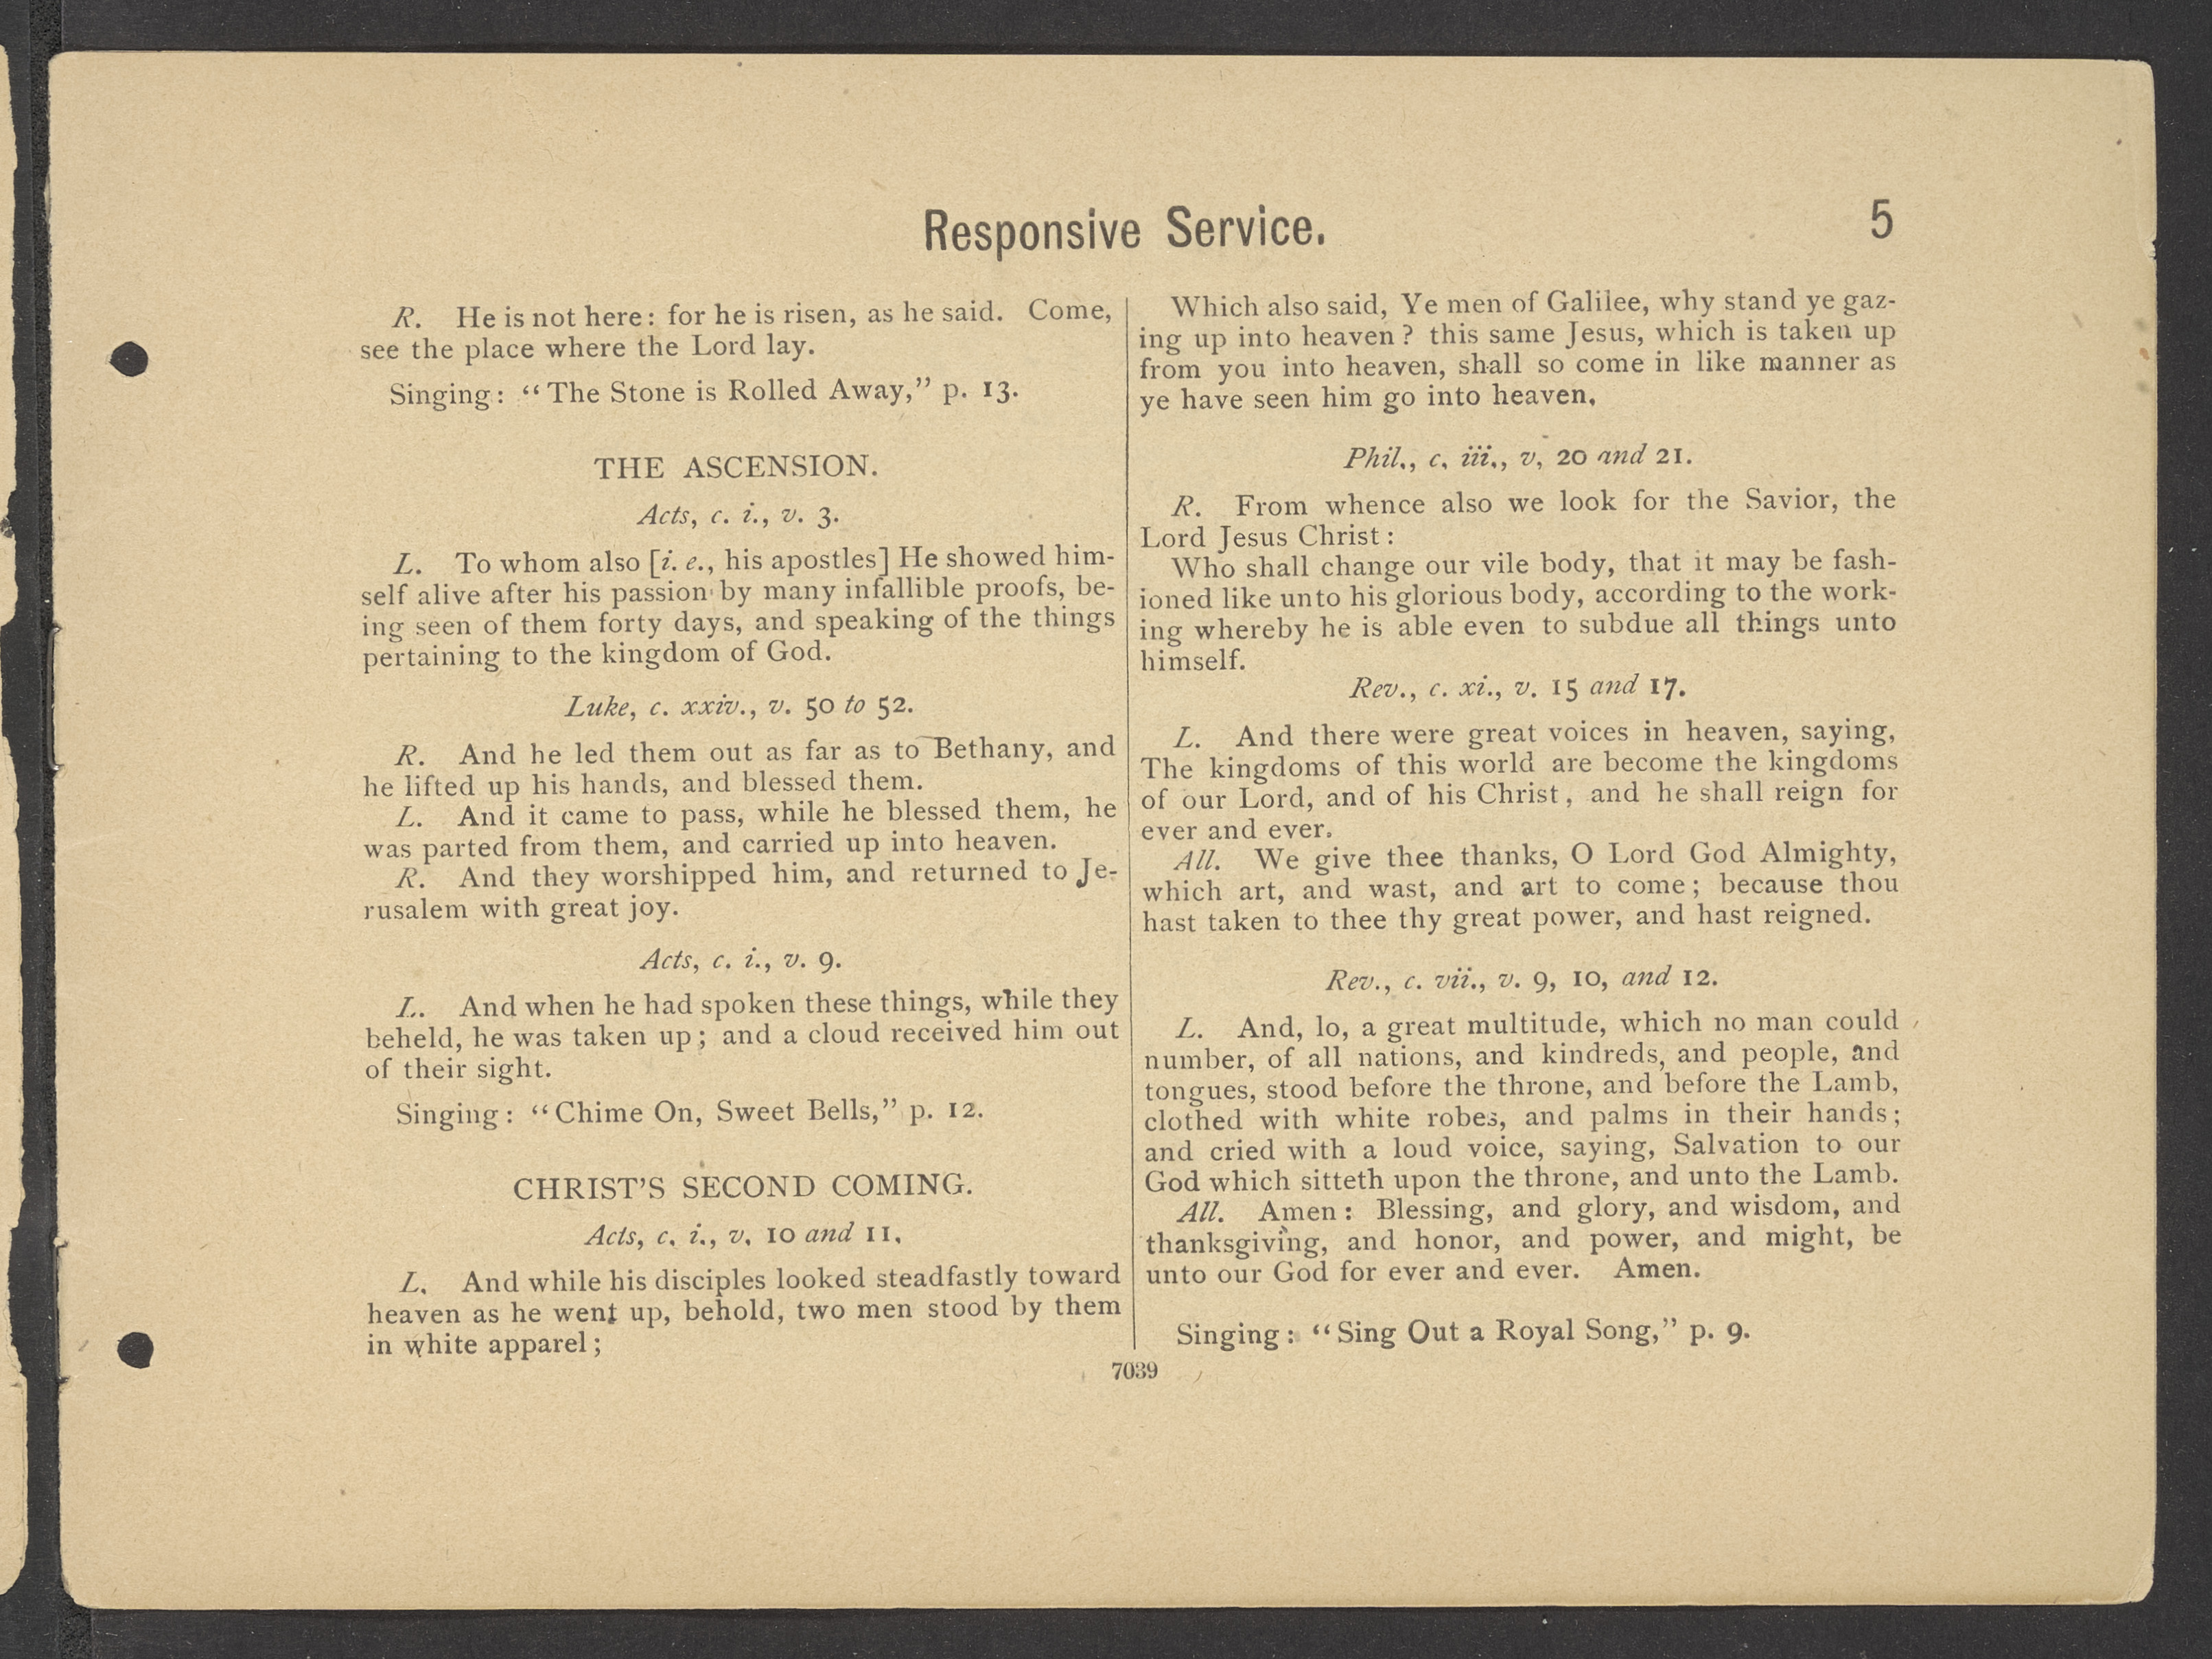 Responsive Service.
5
R. He is not here: for he is risen, as he said. Come,
see the place where the Lord lay.
Singing: “The Stone is Rolled Away,” p. 13.
THE ASCENSION.
Acts, c. i., v. 3.
L. To whom also [i. e., his apostles] He showed him-
self alive after his passion by many infallible proofs, be-
ing seen of them forty days, and speaking of the things
pertaining to the kingdom of God.
Luke, c. xxiv., v. 50 to 52.
R. And he led them out as far as to Bethany, and
he lifted up his hands, and blessed them.
L. And it came to pass, while he blessed them, he
was parted from them, and carried up into heaven.
R. And they worshipped him, and returned to Je-
rusalem with great joy.
Acts, c. i., v. 9.
L. And when he had spoken these things, while they
beheld, he was taken up; and a cloud received him out
of their sight.
Singing: “Chime On, Sweet Bells,” p. 12.
CHRIST’S SECOND COMING.
Acts, c. i., v. 10 and 11.
L. And while his disciples looked steadfastly toward
heaven as he went up, behold, two men stood by them
in white apparel;
Which also said, Ye men of Galilee, why stand ye gaz-
ing up into heaven? this same Jesus, which is taken up
from you into heaven, shall so come in like manner as
ye have seen him go into heaven.
Phil., c. iii., v. 20 and 21.
R. From whence also we look for the Savior, the
Lord Jesus Christ:
Who shall change our vile body, that it may be fash-
ioned like unto his glorious body, according to the work-
ing whereby he is able even to subdue all things unto
himself.
Rev., c. xi., v. 15 and 17.
L. And there were great voices in heaven, saying,
The kingdoms of this world are become the kingdoms
of our Lord, and of his Christ, and he shall reign for
ever and ever.
All. We give thee thanks, O Lord God Almighty,
which art, and wast, and art to come; because thou
hast taken to thee thy great power, and hast reigned.
Rev., c. vii., v. 9, 10, and 12.
L. And, lo, a great multitude, which no man could
number, of all nations, and kindreds, and people, and
tongues, stood before the throne, and before the Lamb,
clothed with white robes, and palms in their hands;
and cried with a loud voice, saying, Salvation to our
God which sitteth upon the throne, and unto the Lamb.
All. Amen: Blessing, and glory, and wisdom, and
thanksgiving, and honor, and power, and might, be
unto our God for ever and ever. Amen.
Singing: “Sing Out a Royal Song,” p. 9.
7039